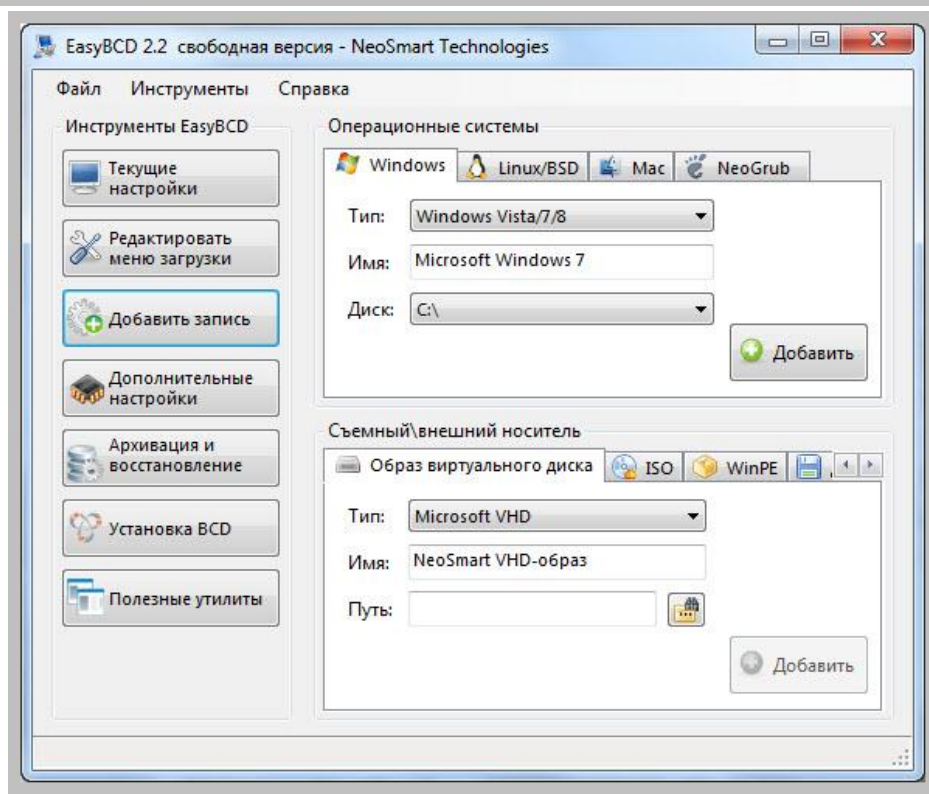 EasyBCD 2.2 свободная версия - NeoSmart Technologies
Файл Инструменты Справка
Инструменты EasyBCD
Текущие
настройки
Редактировать
меню загрузки
Добавить запись
Дополнительные
настройки
Архивация и
восстановление
Установка BCD
Полезные утилиты
Операционные системы
Windows Linux/BSD Mac NeoGrub
Тип: Windows Vista/7/8
Имя: Microsoft Windows 7
Диск: C:\
Добавить
Съемный\внешний носитель
Образ виртуального диска ISO WinPE
Тип: Microsoft VHD
Имя: NeoSmart VHD-образ
Путь:
Добавить